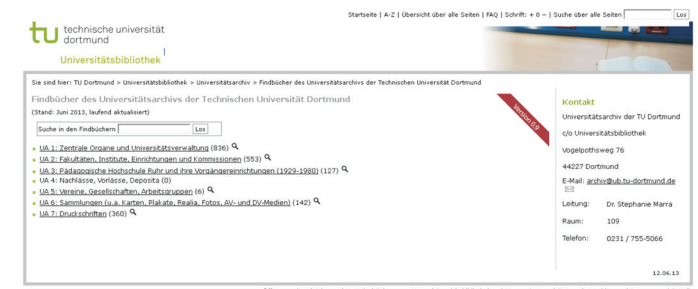 Startseite | A-Z | Übersicht über alle Seiten | FAQ | Schrift: + 0 − | Suche über alle Seiten Los
tu technische universität
dortmund
Universitätsbibliothek
Sie sind hier: TU Dortmund > Universitätsbibliothek > Universitätsarchiv > Findbücher des Universitätsarchivs der Technischen Universität Dortmund
Findbücher des Universitätsarchivs der Technischen Universität Dortmund
(Stand: Juni 2013, laufend aktualisiert)
Version 0.9
Suche in den Findbüchern Los
UA 1: Zentrale Organe und Universitätsverwaltung (836)
UA 2: Fakultäten, Institute, Einrichtungen und Kommissionen (553)
UA 3: Pädagogische Hochschule Ruhr und ihre Vorgängereinrichtungen (1929-1980) (127)
UA 4: Nachlässe, Vorlässe, Deposita (0)
UA 5: Vereine, Gesellschaften, Arbeitsgruppen (6)
UA 6: Sammlungen (u.a. Karten, Plakate, Realia, Fotos, AV- und DV-Medien) (142)
UA 7: Druckschriften (360)
Kontakt
Universitätsarchiv der TU Dortmund
c/o Universitätsbibliothek
Vogelpothsweg 76
44227 Dortmund
E-Mail: archiv@ub.tu-dortmund.de
Leitung: Dr. Stephanie Marra
Raum: 109
Telefon: 0231 / 755-5066
12.06.13